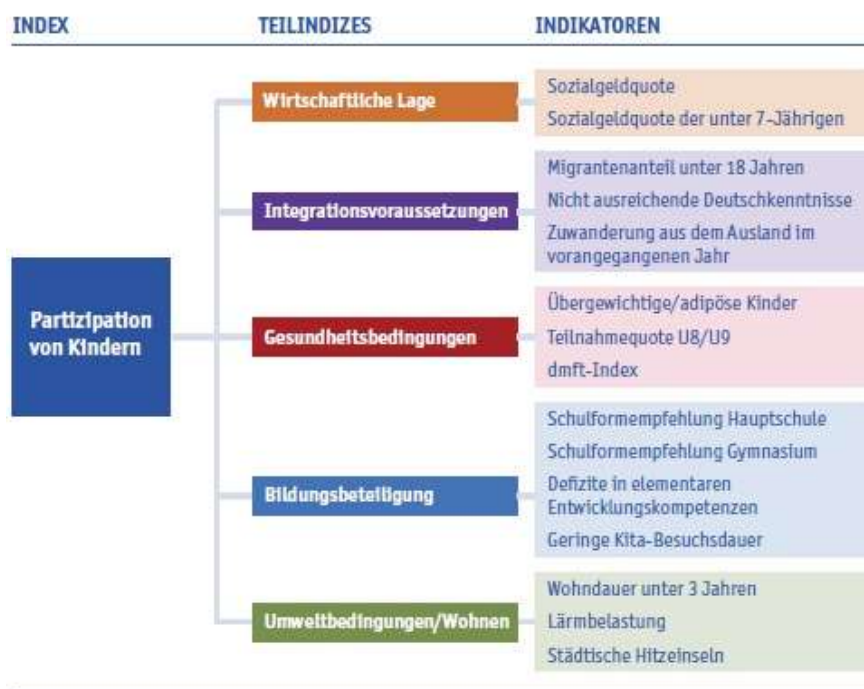 INDEX
TEILINDIZES
INDIKATOREN
Partizipation
von Kindern
Wirtschaftliche Lage
Sozialgeldquote
Sozialgeldquote der unter 7-Jährigen
Integrationsvoraussetzungen
Migrantenanteil unter 18 Jahren
Nicht ausreichende Deutschkenntnisse
Zuwanderung aus dem Ausland im
vorangegangenen Jahr
Gesundheitsbedingungen
Übergewichtige/adipöse Kinder
Teilnahmequote U8/U9
dmft-Index
Bildungsbeteiligung
Schulformempfehlung Hauptschule
Schulformempfehlung Gymnasium
Defizite in elementaren
Entwicklungskompetenzen
Geringe Kita-Besuchsdauer
Umweltbedingungen/Wohnen
Wohndauer unter 3 Jahren
Lärmbelastung
Städtische Hitzeinseln